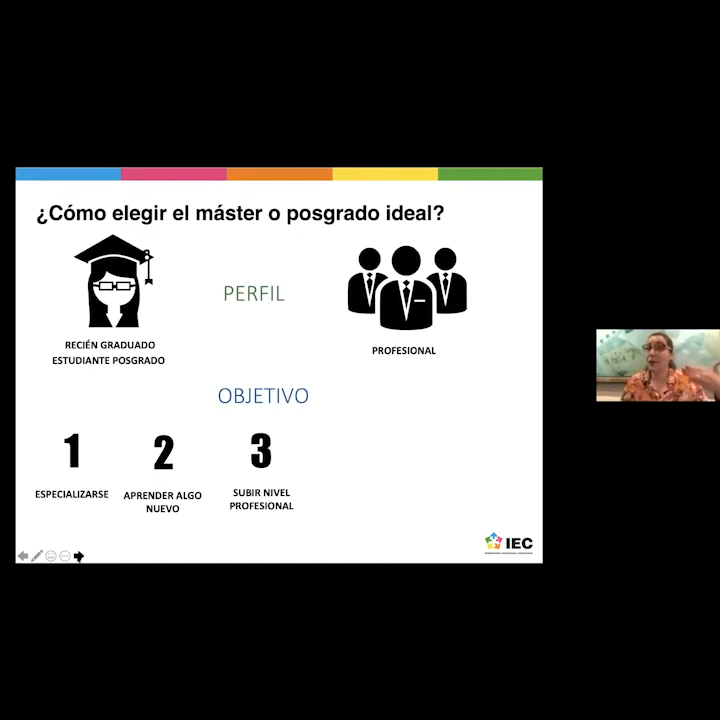 ¿Cómo elegir el máster o posgrado ideal?
PERFIL
RECIÉN GRADUADO
ESTUDIANTE POSGRADO
PROFESIONAL
OBJETIVO
1
2
3
ESPECIALIZARSE
APRENDER ALGO
NUEVO
SUBIR NIVEL
PROFESIONAL
IEC